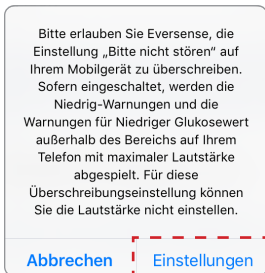 Bitte erlauben Sie Eversense, die
Einstellung „Bitte nicht stören" auf
Ihrem Mobilgerät zu überschreiben.
Sofern eingeschaltet, werden die
Niedrig-Warnungen und die
Warnungen für Niedriger Glukosewert
außerhalb des Bereichs auf Ihrem
Telefon mit maximaler Lautstärke
abgespielt. Für diese
Überschreibungseinstellung können
Sie die Lautstärke nicht einstellen.
Abbrechen Einstellungen